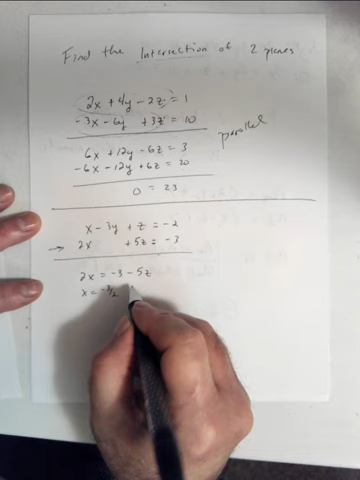 Find the Intersection of 2 planes
2x + 4y - 2z = 1
-3x - 6y + 3z = 10
6x + 12y - 6z = 3
parallel
-6x - 12y + 6z = 20
0 = 23
x - 3y + z = -2
→ 2x + 5z = -3
2x = -3 - 5z
x = -3/2